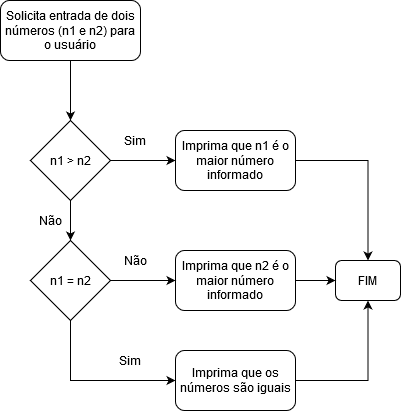 Solicita entrada de dois
números (n1 e n2) para
o usuário
Sim
n1 > n2
Imprima que n1 é o
maior número
informado
Não
Não
n1 = n2
Imprima que n2 é o
maior número
informado
FIM
Sim
Imprima que os
números são iguais